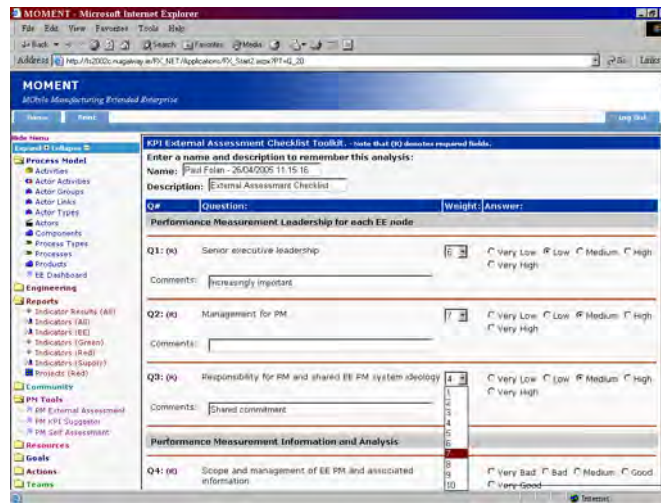 MOMENT - Microsoft Internet Explorer
File Edit View Favorites Tools Help
Back Search Favorites Media
Address
Go Links
MOMENT
MObile Manufacturing Extended Enterprise
Home Print Log Out
Hide Menu
Expand Collapse
Process Model
Activities
Actor Activities
Actor Groups
Actor Links
Actor Types
Actors
Components
Process Types
Processes
Products
EE Dashboard
Engineering
Reports
Indicator Results (All)
Indicators (All)
Indicators (EE)
Indicators (Green)
Indicators (Red)
Indicators (Supply)
Projects (Red)
Community
PM Tools
PM External Assessment
PM KPI Suggestor
PM Self Assessment
Resources
Goals
Actions
Teams
KPI External Assessment Checklist Toolkit. - Note that (R) denotes required fields.
Enter a name and description to remember this analysis:
Name: Paul Folan - 26/04/2005 11:15:16
Description: External Assessment Checklist
Q# Question: Weight: Answer:
Performance Measurement Leadership for each EE node
Q1: (R) Senior executive leadership 6 Very Low Low Medium High
Very High
Comments: Increasingly important
Q2: (R) Management for PM 7 Very Low Low Medium High
Very High
Comments:
Q3: (R) Responsibility for PM and shared EE PM system ideology 4 Very Low Low Medium High
Very High
Comments: Shared commitment
1
2
3
4
5
6
7
8
9
10
Performance Measurement Information and Analysis
Q4: (R) Scope and management of EE PM and associated Very Bad Bad Medium Good
information Very Good
Internet